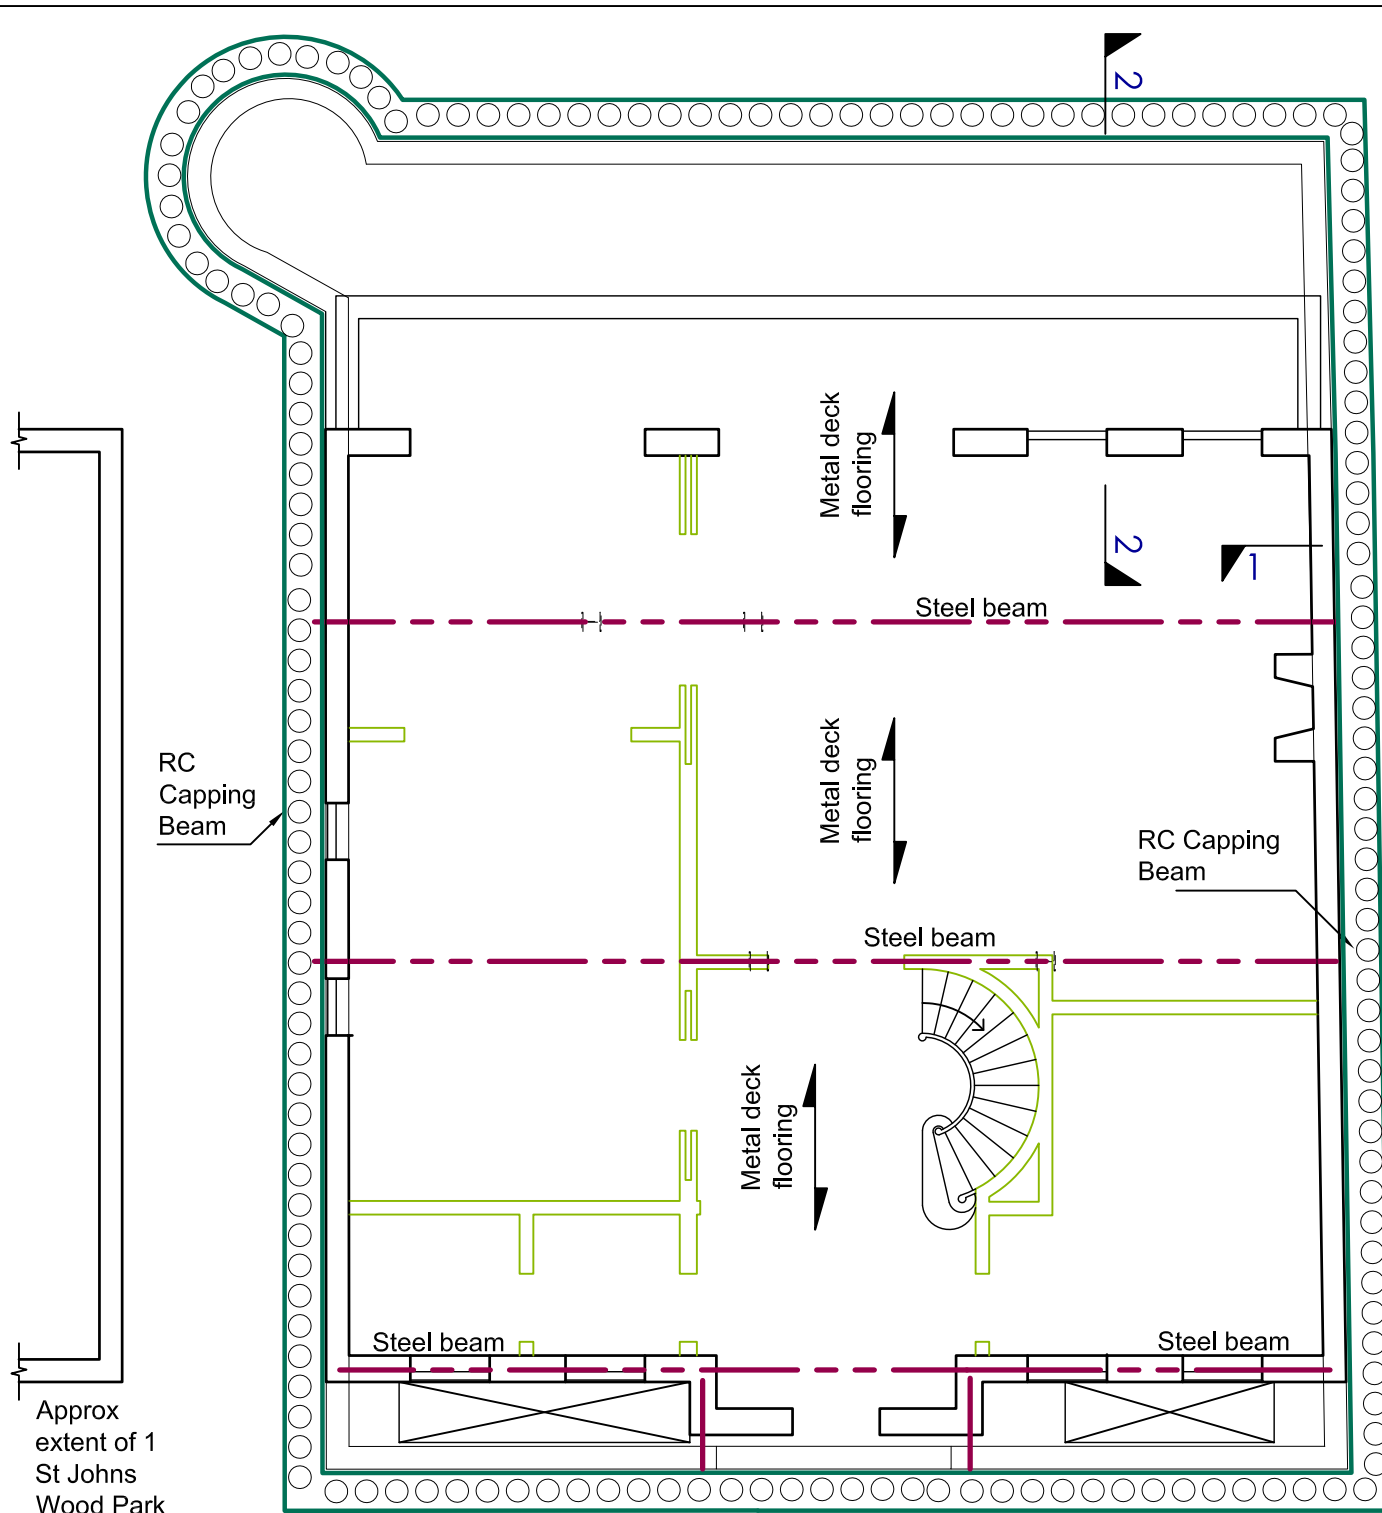 2
Metal deck
flooring
2
1
Steel beam
Metal deck
flooring
RC
Capping
Beam
RC Capping
Beam
Steel beam
Metal deck
flooring
Steel beam
Steel beam
Approx
extent of 1
St Johns
Wood Park